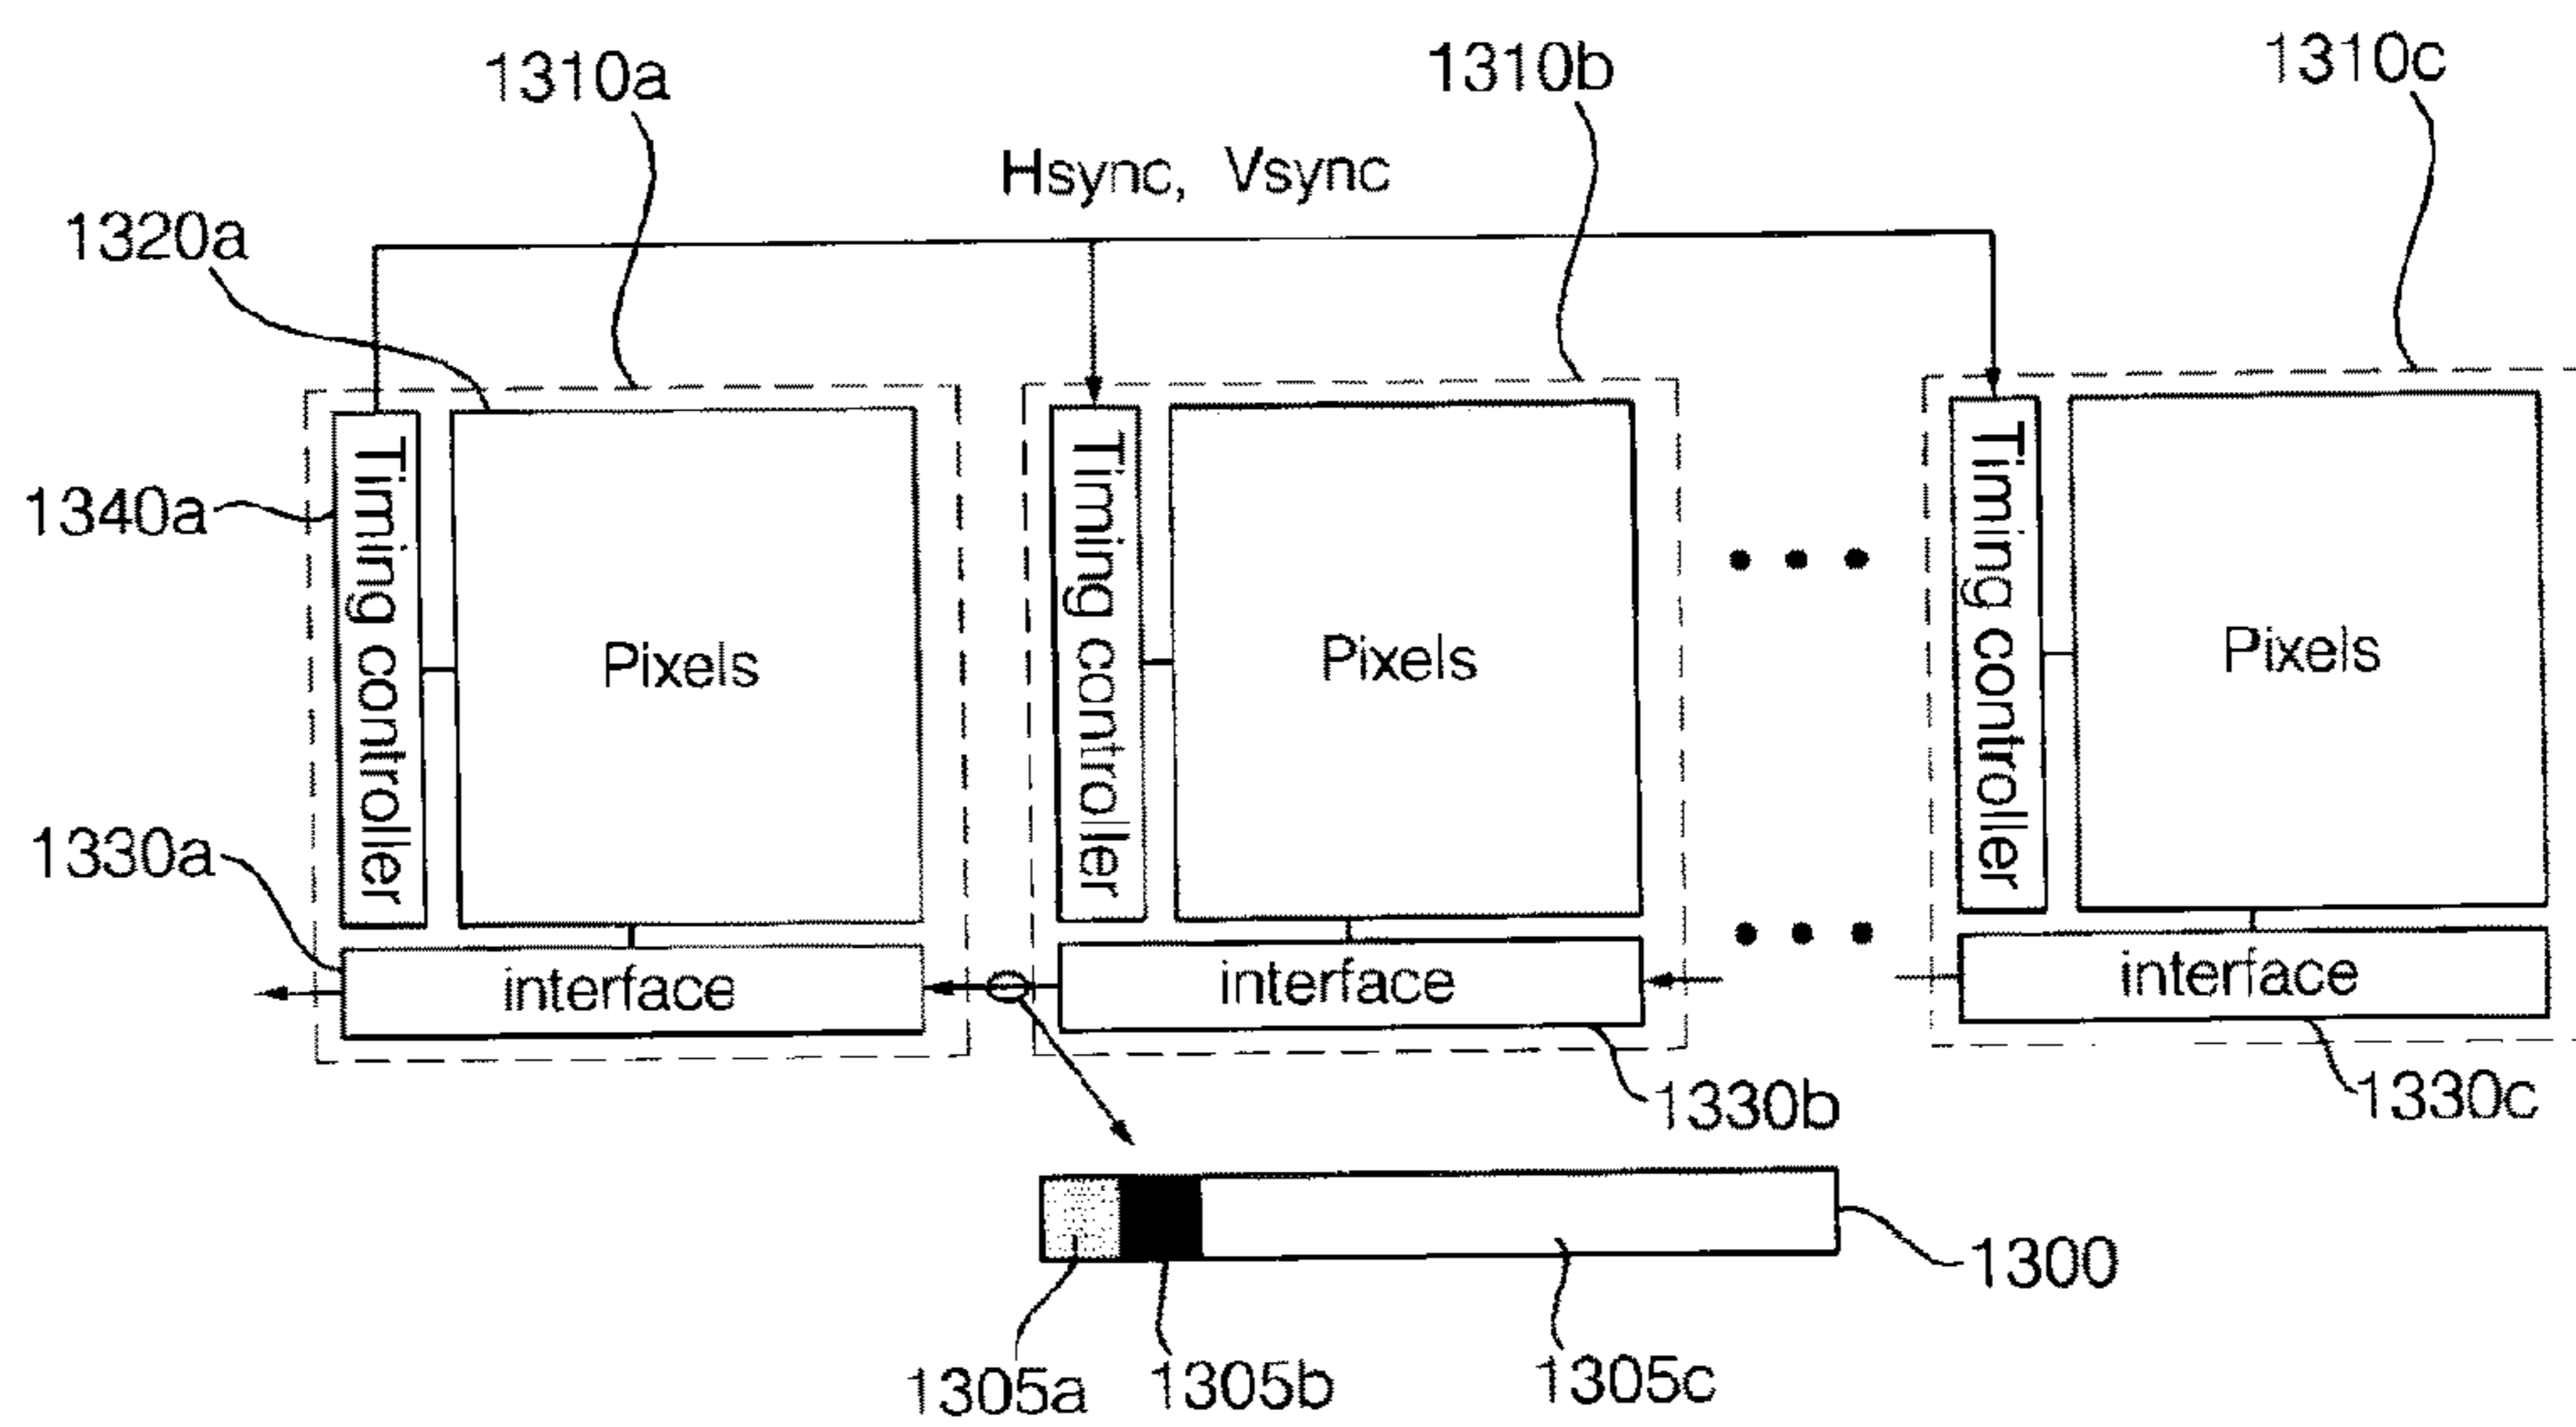 1310a
1310b
1310c
Hsync, Vsync
1320a
1340a
Timing controller
Pixels
Timing controller
Pixels
Timing controller
Pixels
1330a
interface
interface
interface
1330b
1330c
1300
1305a
1305b
1305c